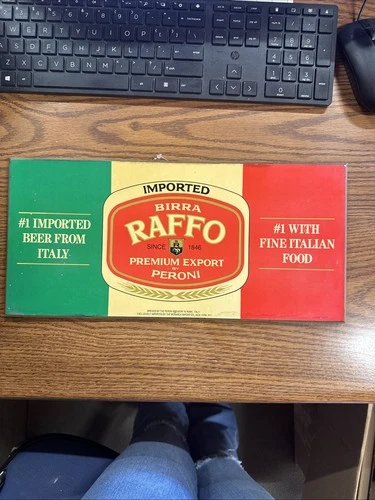 #1 IMPORTED
BEER FROM
ITALY
IMPORTED
BIRRA
RAFFO
SINCE 1846
PREMIUM EXPORT
BY
PERONI
#1 WITH
FINE ITALIAN
FOOD